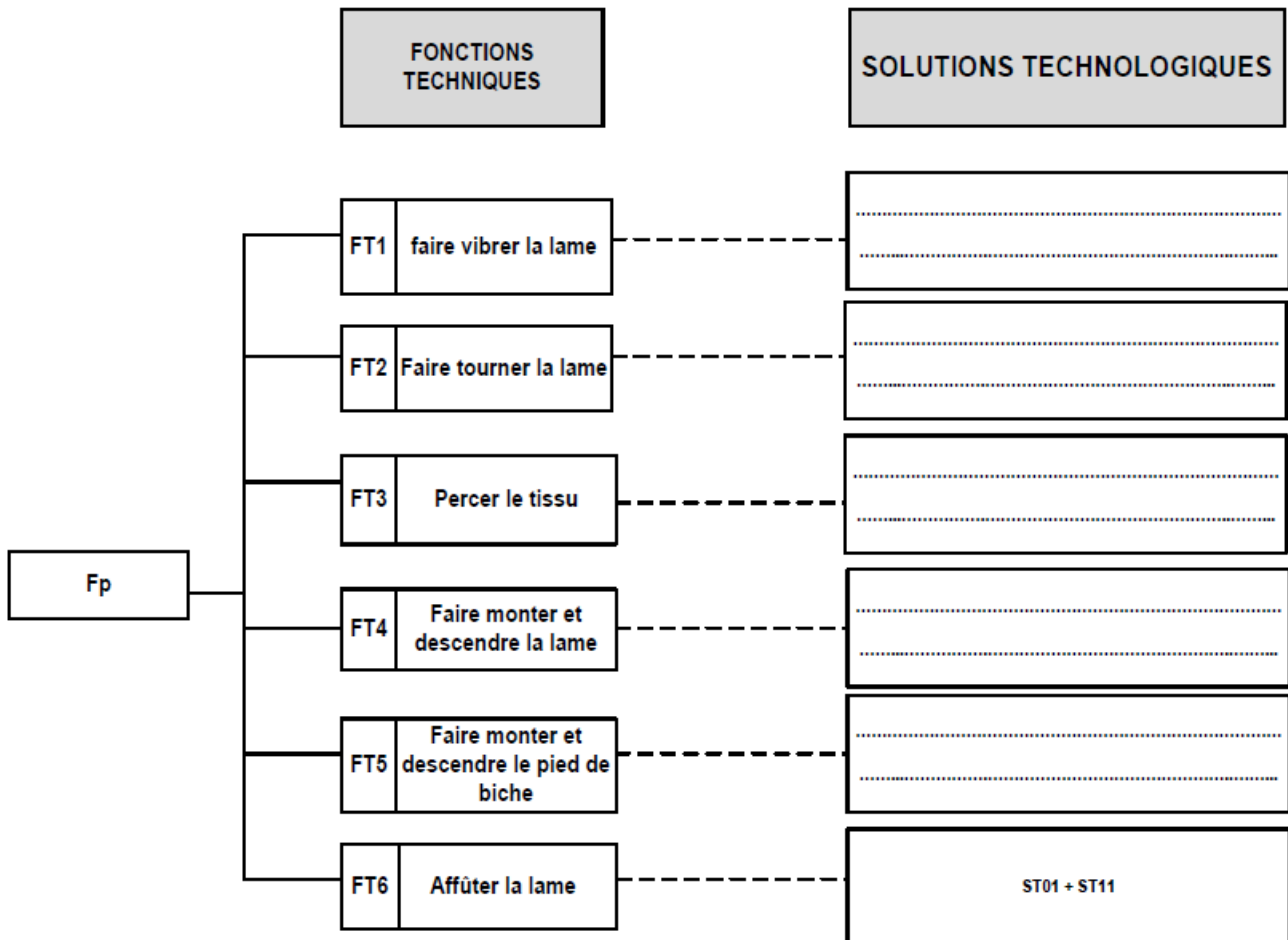 FONCTIONS
TECHNIQUES
SOLUTIONS TECHNOLOGIQUES
FT1
faire vibrer la lame
FT2
Faire tourner la lame
FT3
Percer le tissu
Fp
FT4
Faire monter et
descendre la lame
FT5
Faire monter et
descendre le pied de
biche
FT6
Affûter la lame
ST01 + ST11